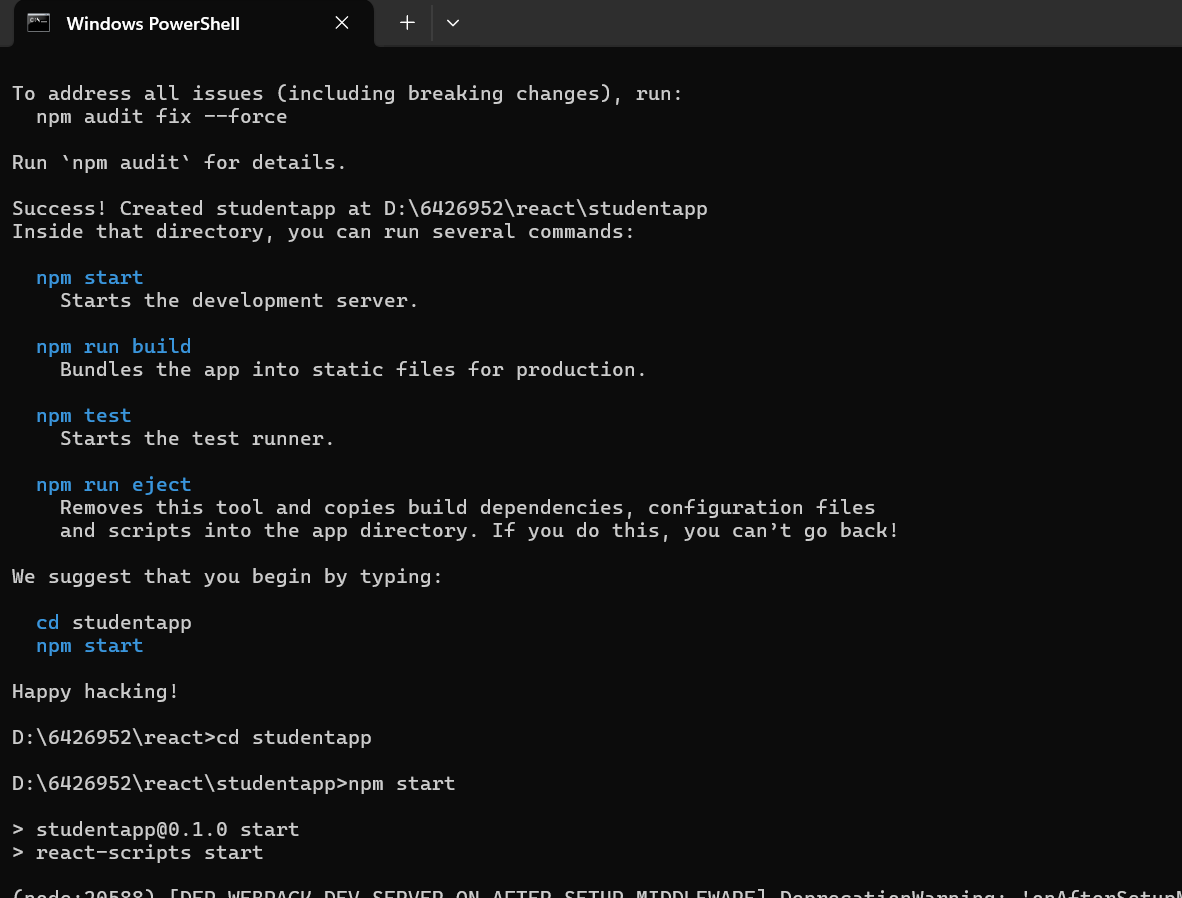 Windows PowerShell
To address all issues (including breaking changes), run:
npm audit fix --force
Run `npm audit` for details.
Success! Created studentapp at D:\6426952\react\studentapp
Inside that directory, you can run several commands:
npm start
Starts the development server.
npm run build
Bundles the app into static files for production.
npm test
Starts the test runner.
npm run eject
Removes this tool and copies build dependencies, configuration files
and scripts into the app directory. If you do this, you can’t go back!
We suggest that you begin by typing:
cd studentapp
npm start
Happy hacking!
D:\6426952\react>cd studentapp
D:\6426952\react\studentapp>npm start
> studentapp@0.1.0 start
> react-scripts start
(node:20588) [DEP_WEBPACK_DEV_SERVER_ON_AFTER_SETUP_MIDDLEWARE] DeprecationWarning: